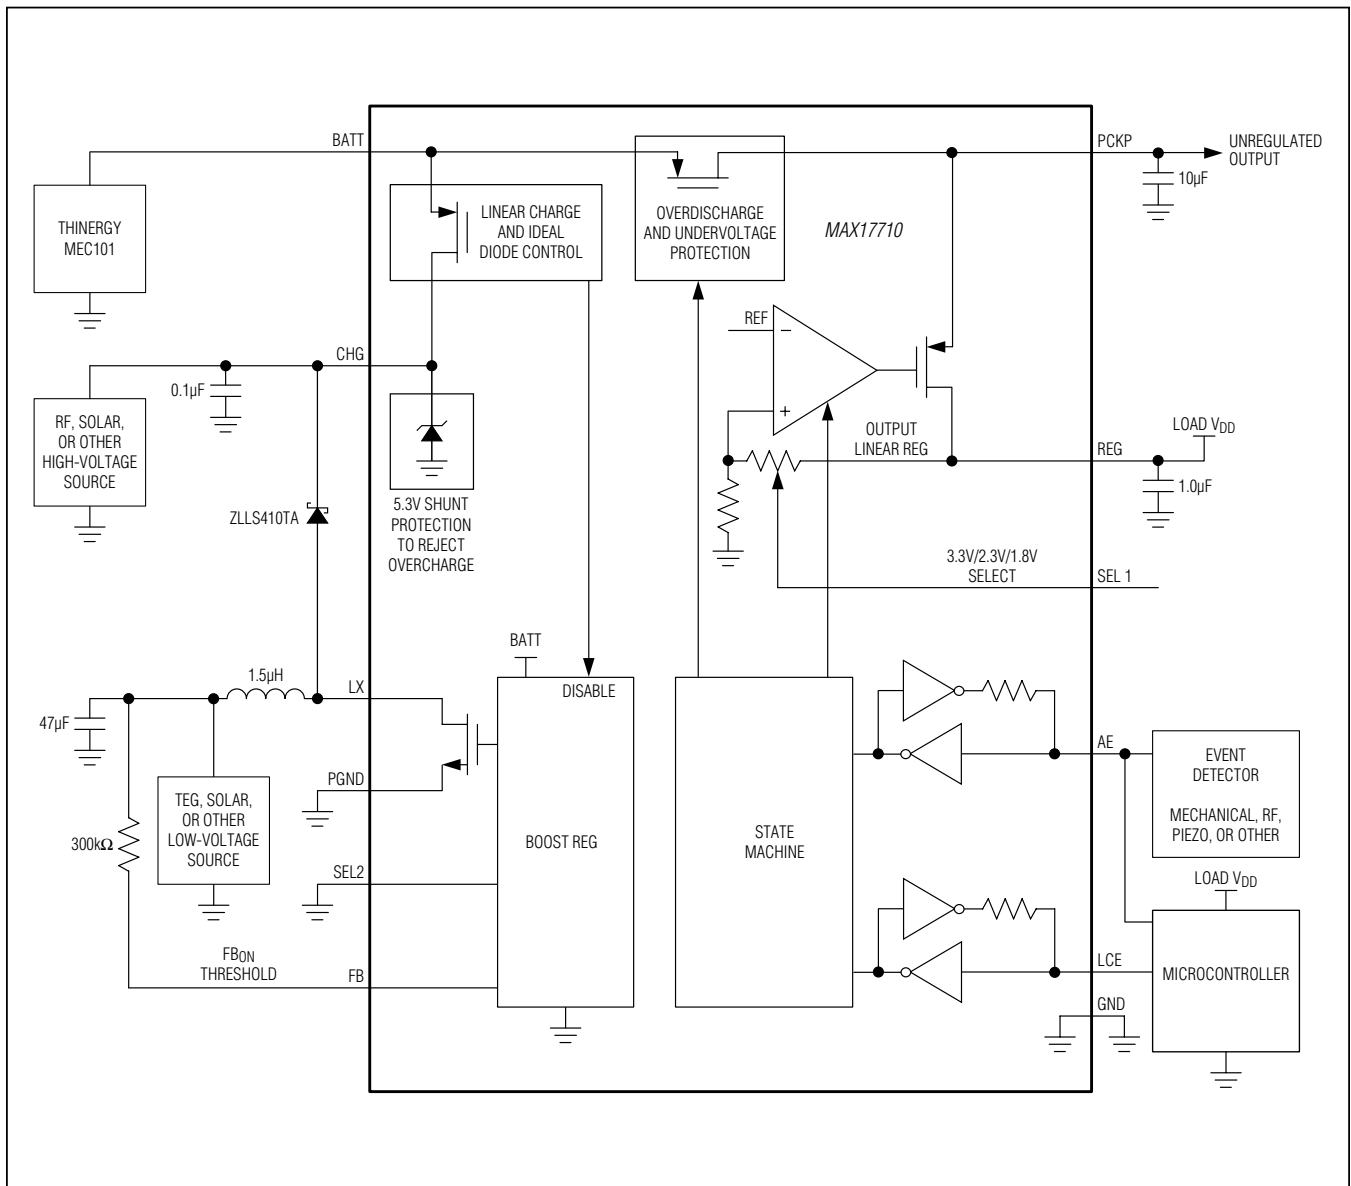 BATT
PCKP
UNREGULATED
OUTPUT
10µF
THINERGY
MEC101
LINEAR CHARGE
AND IDEAL
DIODE CONTROL
OVERDISCHARGE
AND UNDERVOLTAGE
PROTECTION
MAX17710
REF
−
+
CHG
0.1µF
RF, SOLAR,
OR OTHER
HIGH-VOLTAGE
SOURCE
ZLLS410TA
5.3V SHUNT
PROTECTION
TO REJECT
OVERCHARGE
OUTPUT
LINEAR REG
REG
LOAD VDD
1.0µF
3.3V/2.3V/1.8V
SELECT
SEL 1
BATT
DISABLE
1.5µH
LX
47µF
PGND
TEG, SOLAR,
OR OTHER
LOW-VOLTAGE
SOURCE
300kΩ
BOOST REG
STATE
MACHINE
AE
EVENT
DETECTOR
MECHANICAL, RF,
PIEZO, OR OTHER
SEL2
LOAD VDD
FBON
THRESHOLD
FB
LCE
MICROCONTROLLER
GND